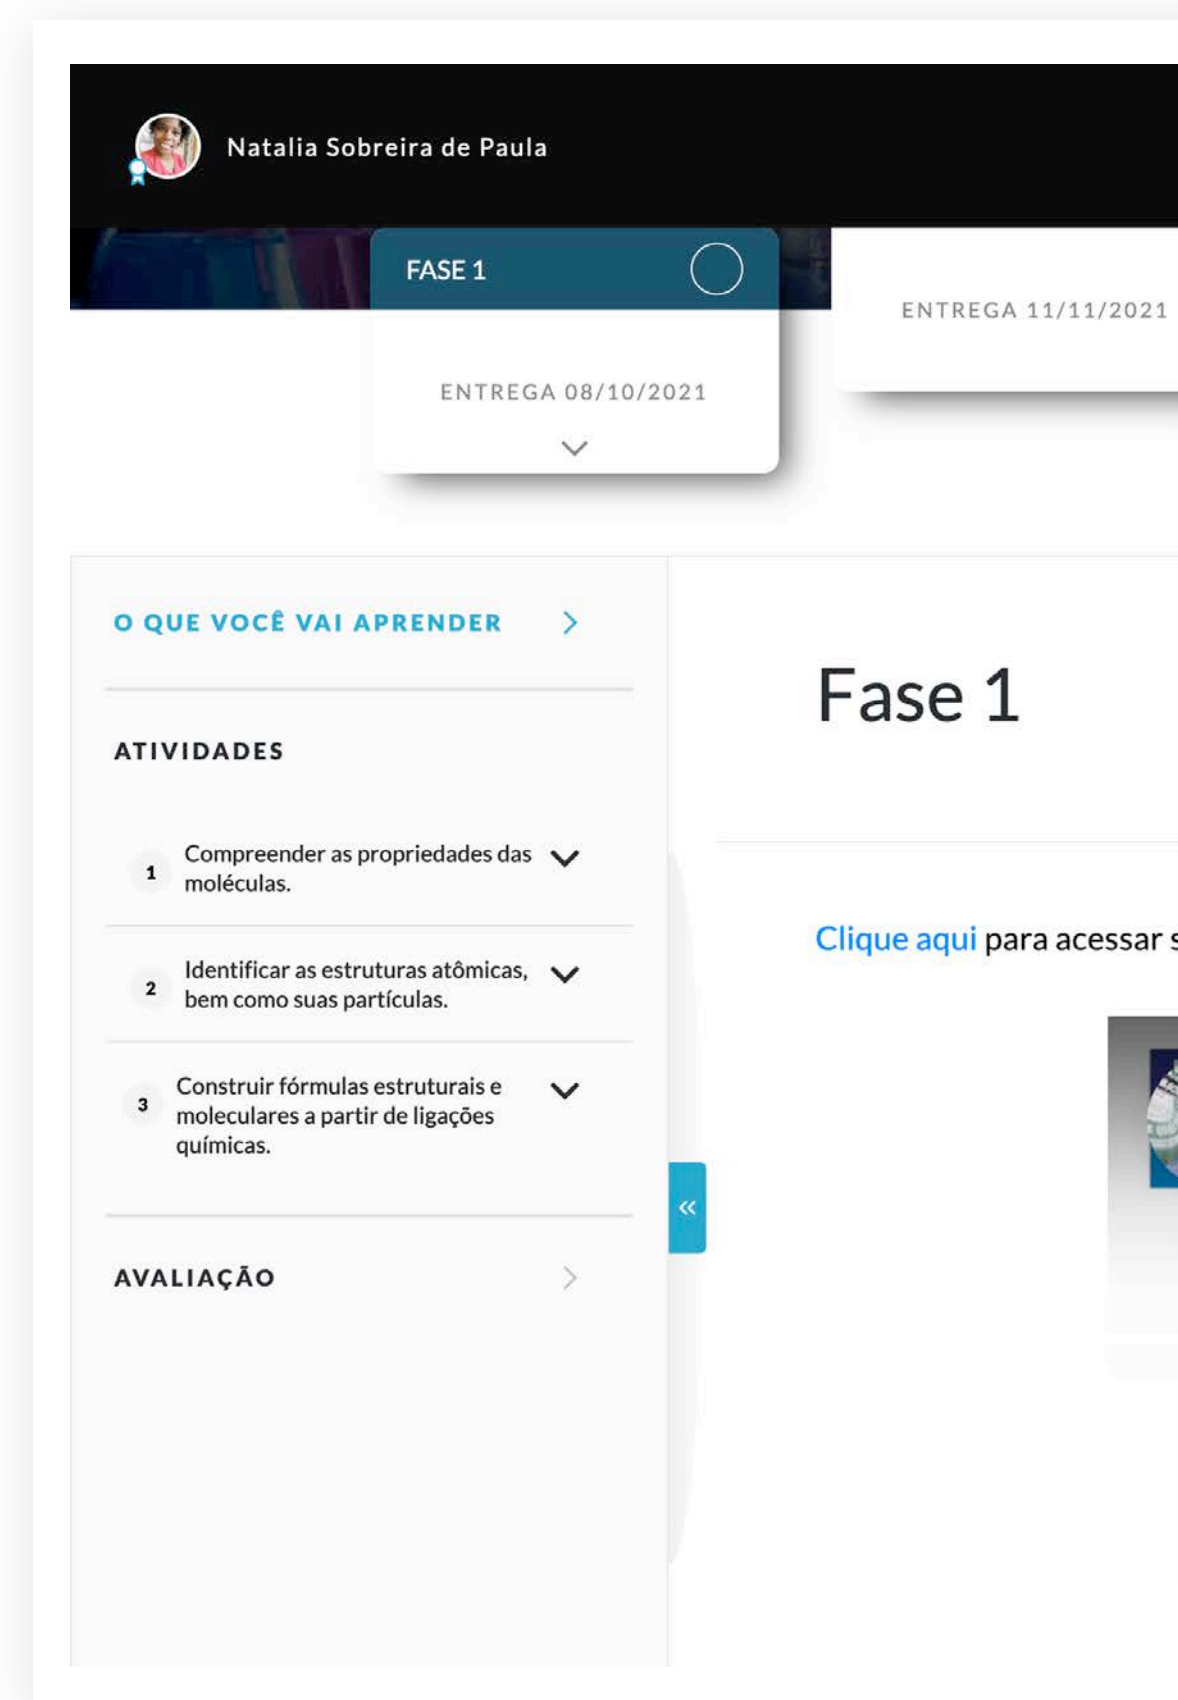 Natalia Sobreira de Paula
FASE 1
ENTREGA 08/10/2021
ENTREGA 11/11/2021
O QUE VOCÊ VAI APRENDER
ATIVIDADES
1 Compreender as propriedades das
moléculas.
2 Identificar as estruturas atômicas,
bem como suas partículas.
3 Construir fórmulas estruturais e
moleculares a partir de ligações
químicas.
AVALIAÇÃO
Fase 1
Clique aqui para acessar s